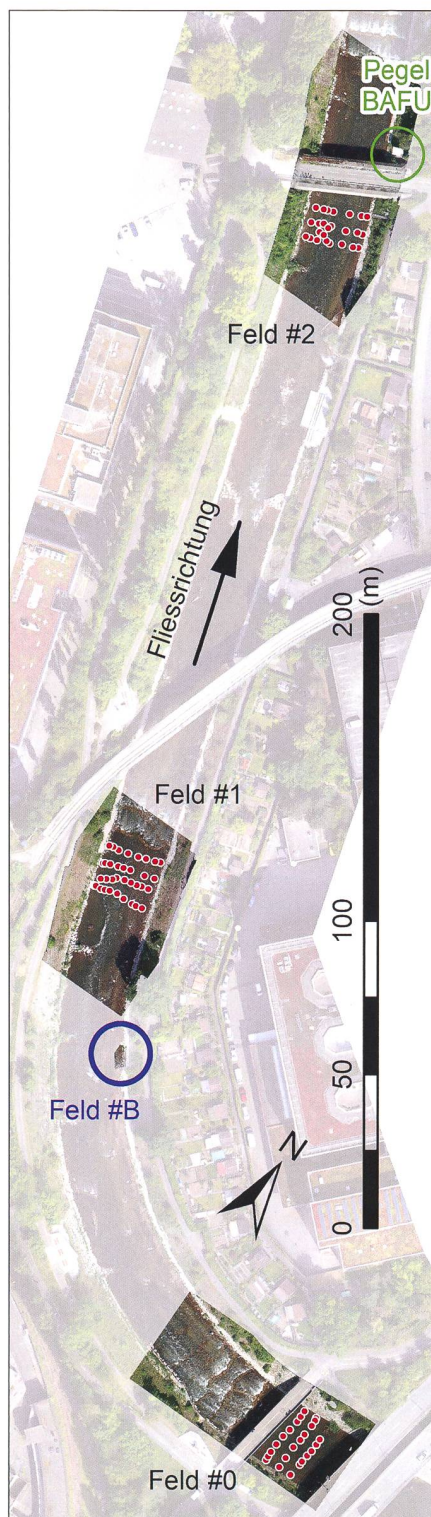 Pegel
BAFU
Feld #2
Fliessrichtung
200
(m)
Feld #1
100
50
Feld #B
N
0
Feld #0